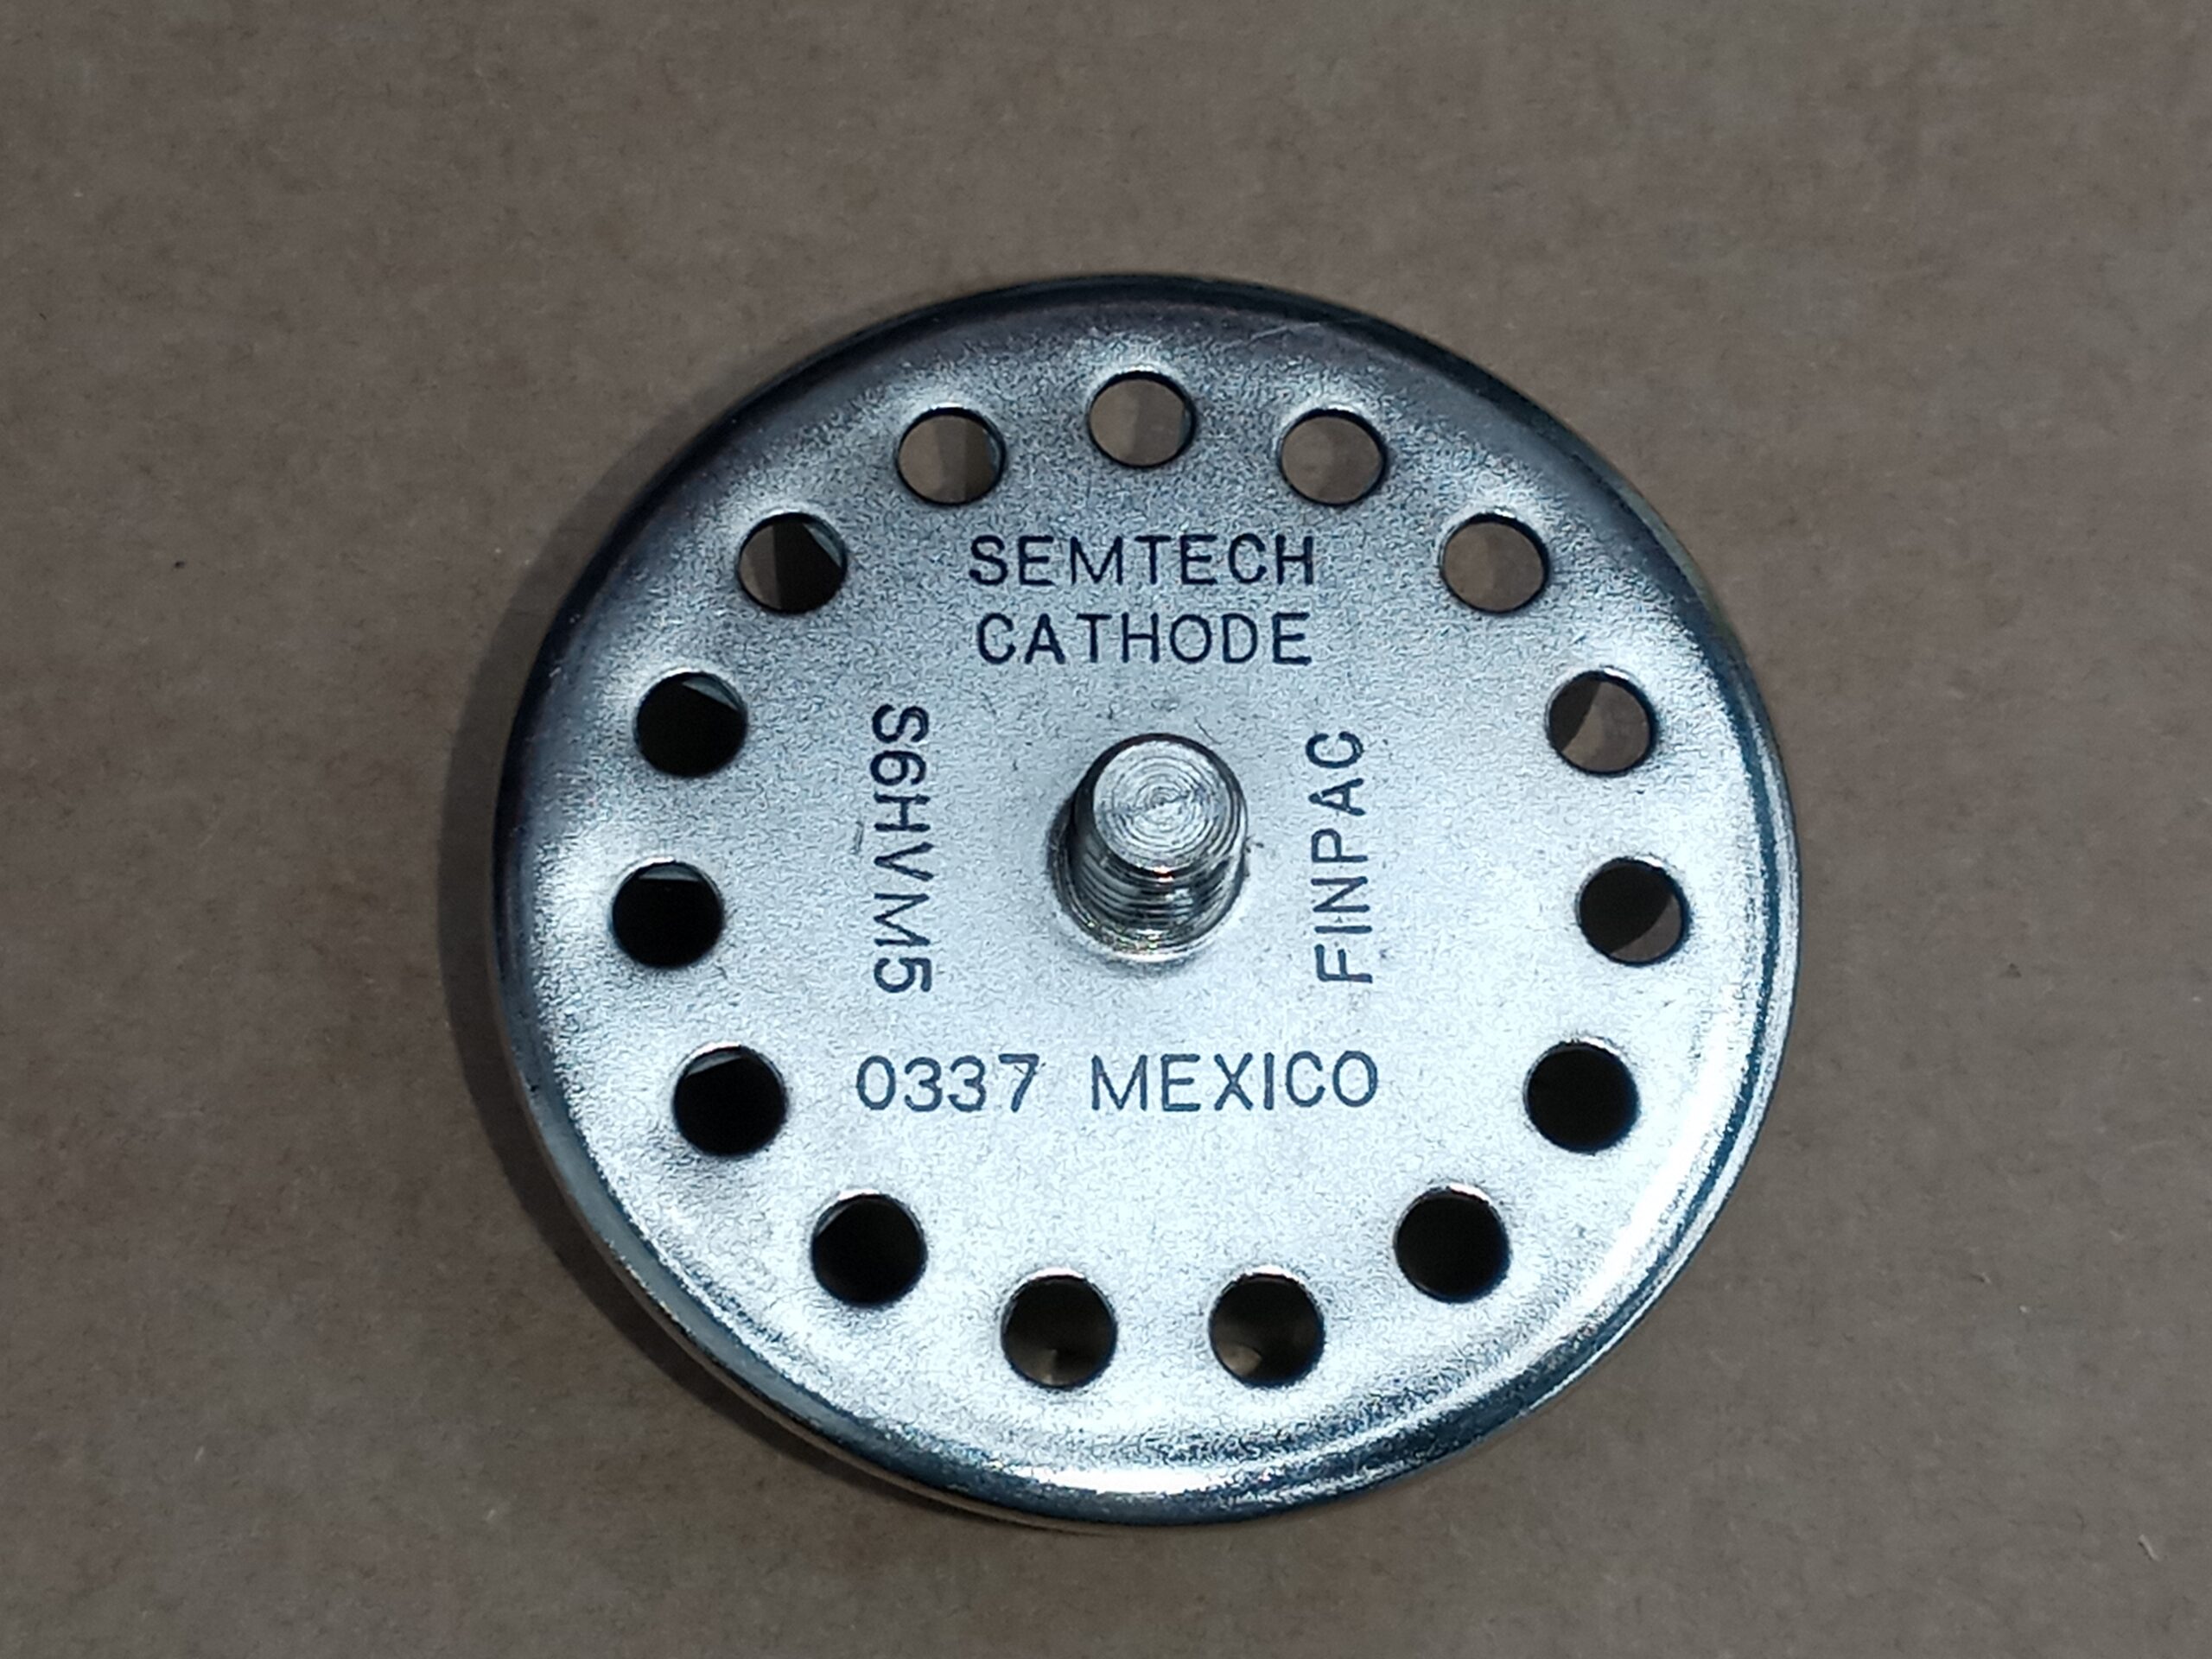 SEMTECH
CATHODE
S6HVM5
FINPAC
0337 MEXICO